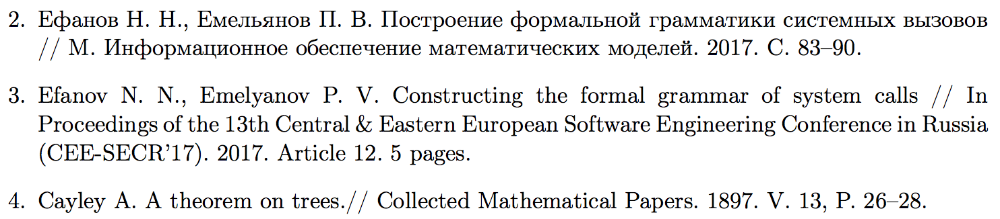 2. Ефанов Н. Н., Емельянов П. В. Построение формальной грамматики системных вызовов
// М. Информационное обеспечение математических моделей. 2017. С. 83–90.
3. Efanov N. N., Emelyanov P. V. Constructing the formal grammar of system calls // In
Proceedings of the 13th Central & Eastern European Software Engineering Conference in Russia
(CEE-SECR’17). 2017. Article 12. 5 pages.
4. Cayley A. A theorem on trees.// Collected Mathematical Papers. 1897. V. 13, P. 26–28.